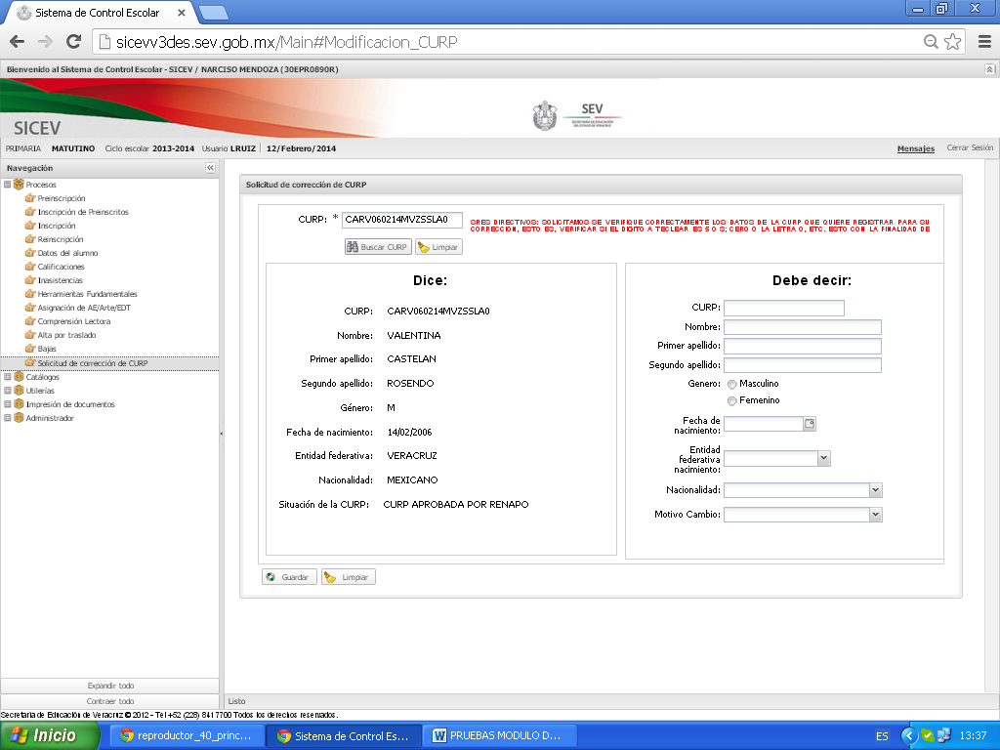 Sistema de Control Escolar
sicevv3des.sev.gob.mx/Main#Modificacion_CURP
Bienvenido al Sistema de Control Escolar - SICEV / NARCISO MENDOZA (30EPR0890R)
SICEV
SEV
SECRETARÍA DE EDUCACIÓN
DEL ESTADO DE VERACRUZ
PRIMARIA MATUTINO Ciclo escolar 2013-2014 Usuario LRUIZ 12/Febrero/2014 Mensajes Cerrar Sesión
Navegación
Procesos
Preinscripción
Inscripción de Preinscritos
Inscripción
Reinscripción
Datos del alumno
Calificaciones
Inasistencias
Herramientas Fundamentales
Asignación de AE/Arte/EDT
Comprensión Lectora
Alta por traslado
Bajas
Solicitud de corrección de CURP
Catálogos
Utilerías
Impresión de documentos
Administrador
Expandir todo
Contraer todo
Solicitud de corrección de CURP
CURP: * CARV060214MVZSSLA0
SRES DIRECTIVOS: SOLICITAMOS SE VERIFIQUE CORRECTAMENTE LOS DATOS DE LA CURP QUE QUIERE REGISTRAR PARA SU
CORRECCION, ESTO ES, VERIFICAR SI EL DIGITO A TECLEAR ES 5 O S; CERO O LA LETRA O, ETC. ESTO CON LA FINALIDAD DE
Buscar CURP Limpiar
Dice:
CURP: CARV060214MVZSSLA0
Nombre: VALENTINA
Primer apellido: CASTELAN
Segundo apellido: ROSENDO
Género: M
Fecha de nacimiento: 14/02/2006
Entidad federativa: VERACRUZ
Nacionalidad: MEXICANO
Situación de la CURP: CURP APROBADA POR RENAPO
Debe decir:
CURP:
Nombre:
Primer apellido:
Segundo apellido:
Genero: Masculino
Femenino
Fecha de
nacimiento:
Entidad
federativa
nacimiento:
Nacionalidad:
Motivo Cambio:
Guardar Limpiar
Listo
Secretaría de Educación de Veracruz © 2012 - Tel +52 (228) 841 7700 Todos los derechos reservados.
Inicio reproductor_40_princ... Sistema de Control Es... PRUEBAS MODULO D... ES 13:37